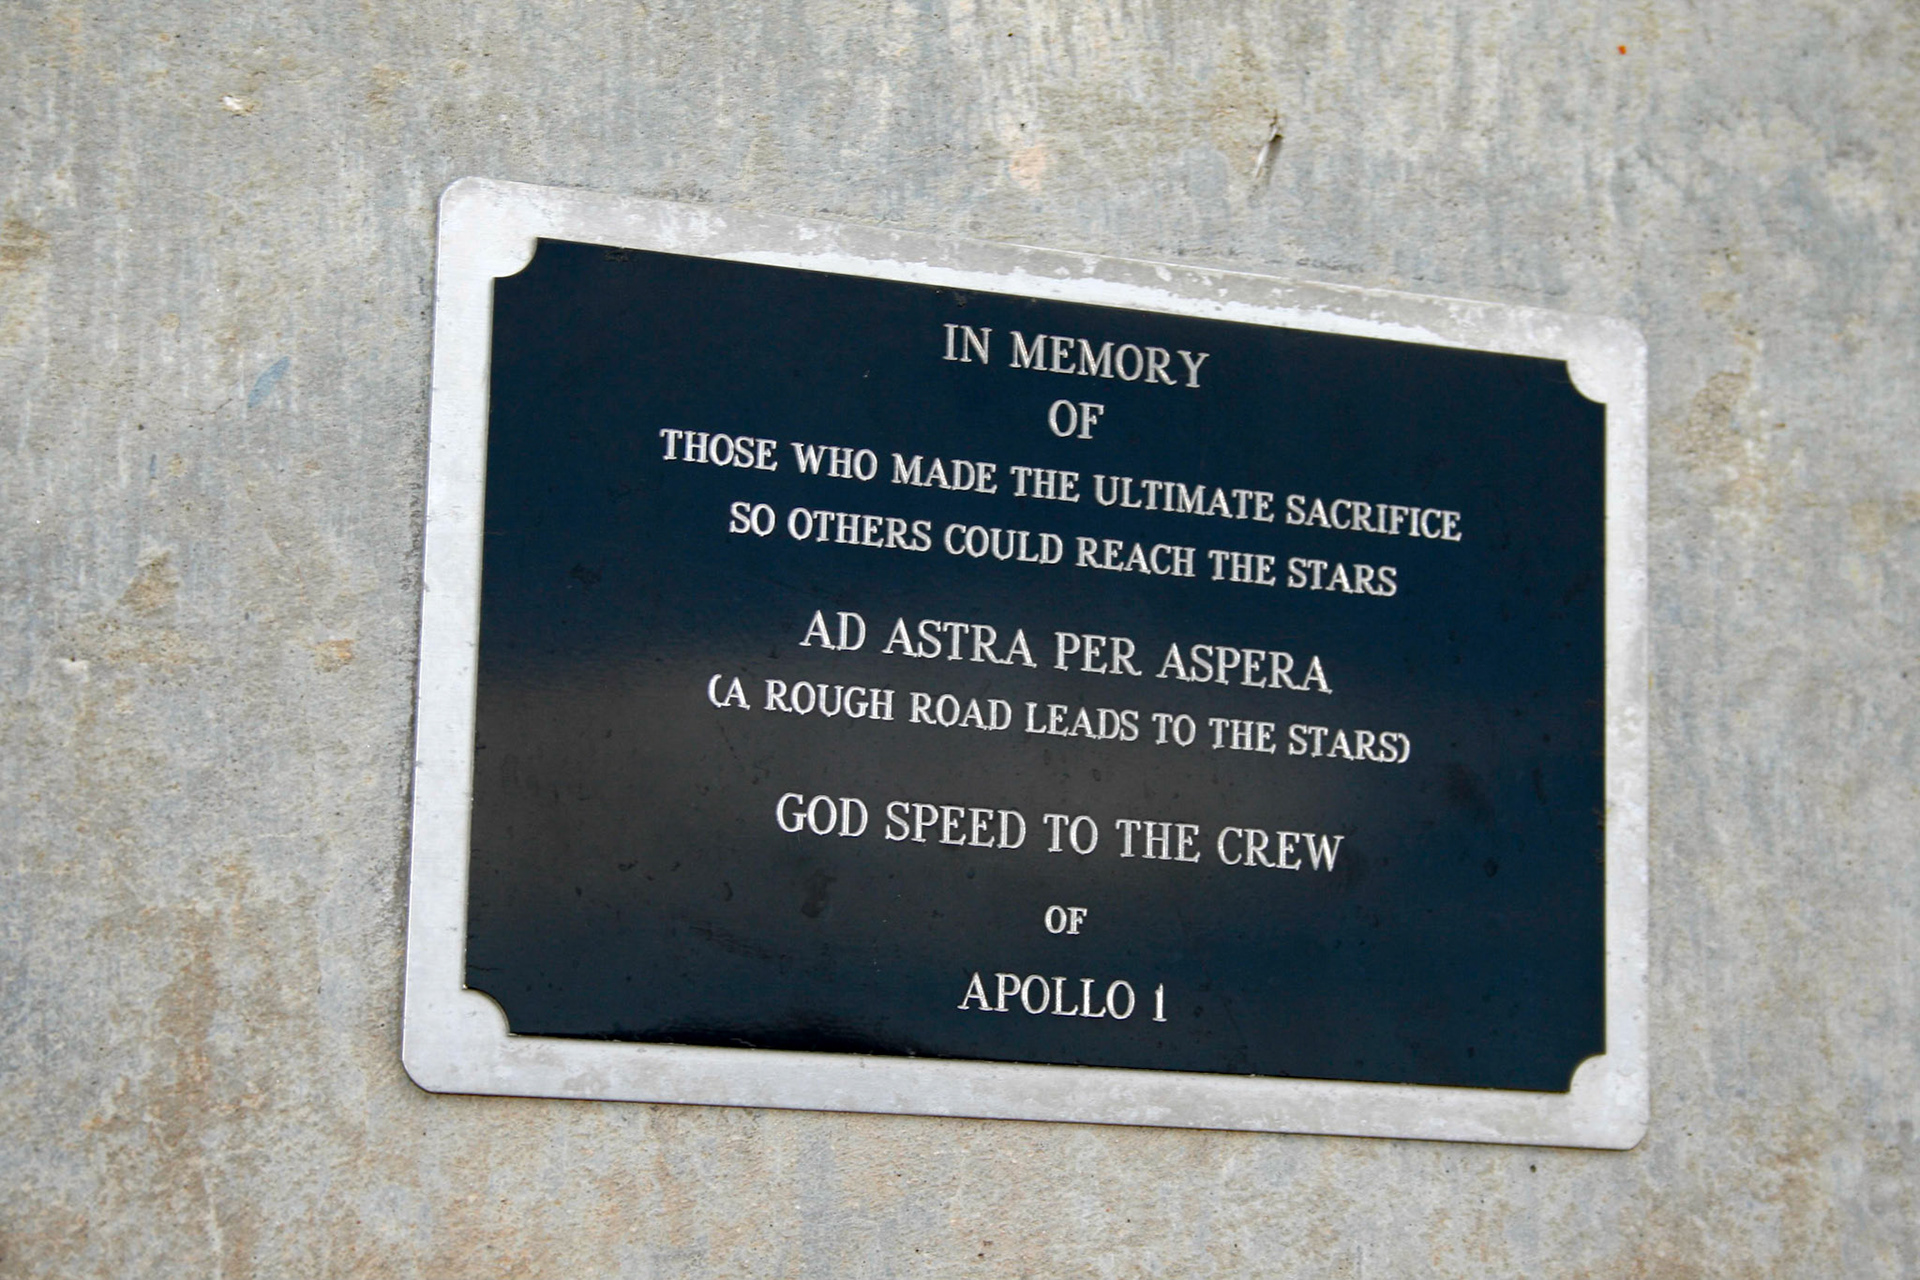 IN MEMORY
OF
THOSE WHO MADE THE ULTIMATE SACRIFICE
SO OTHERS COULD REACH THE STARS
AD ASTRA PER ASPERA
(A ROUGH ROAD LEADS TO THE STARS)
GOD SPEED TO THE CREW
OF
APOLLO 1